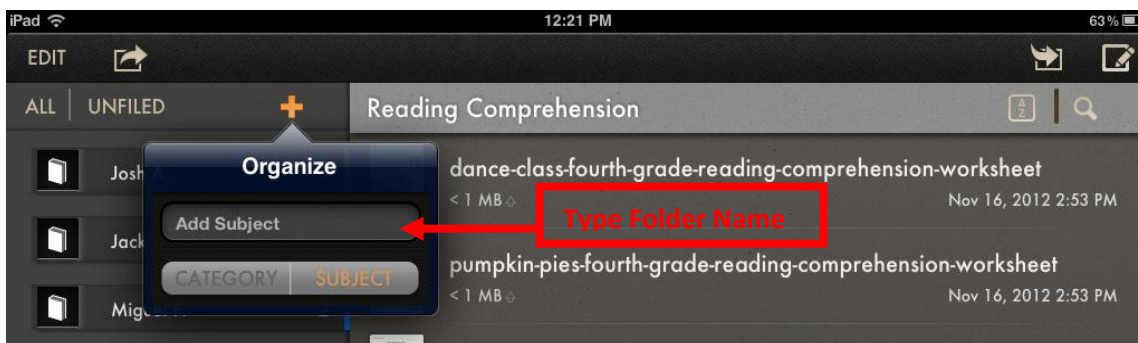 iPad 12:21 PM 63%
EDIT
ALL | UNFILED + Reading Comprehension A Z
Organize
Josh
dance-class-fourth-grade-reading-comprehension-worksheet
< 1 MB Nov 16, 2012 2:53 PM
Add Subject
Type Folder Name
Jack
CATEGORY SUBJECT
pumpkin-pies-fourth-grade-reading-comprehension-worksheet
< 1 MB Nov 16, 2012 2:53 PM